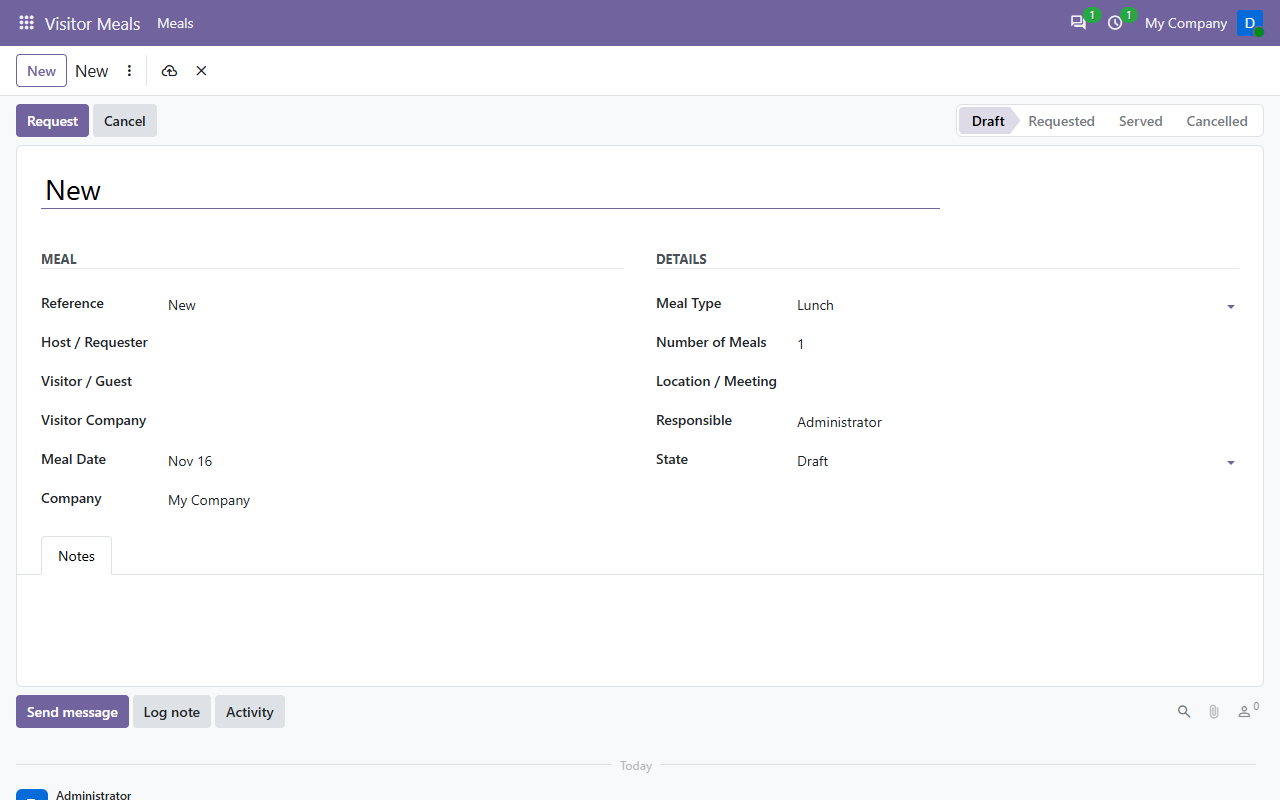 Visitor Meals Meals 1 1 My Company D
New New
Request Cancel Draft Requested Served Cancelled
New
MEAL DETAILS
Reference New Meal Type Lunch
Host / Requester Number of Meals 1
Visitor / Guest Location / Meeting
Visitor Company Responsible Administrator
Meal Date Nov 16 State Draft
Company My Company
Notes
Send message Log note Activity 0
Today
Administrator